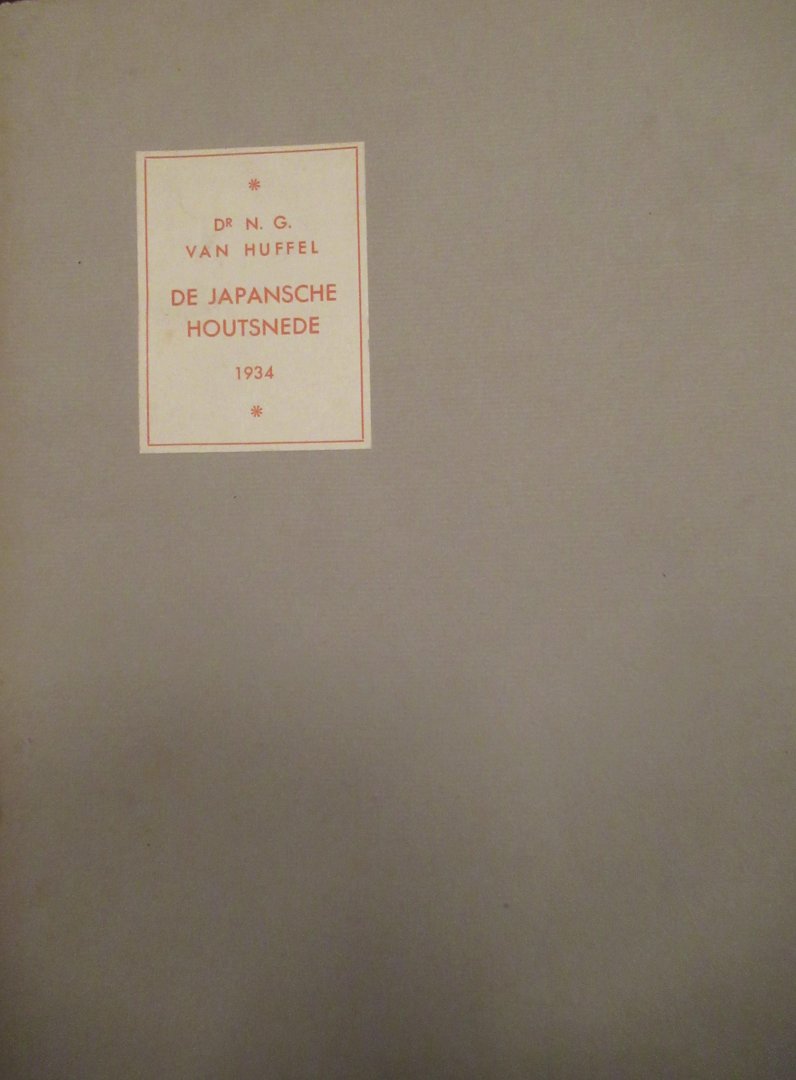 DR N. G.
VAN HUFFEL
DE JAPANSCHE
HOUTSNEDE
1934